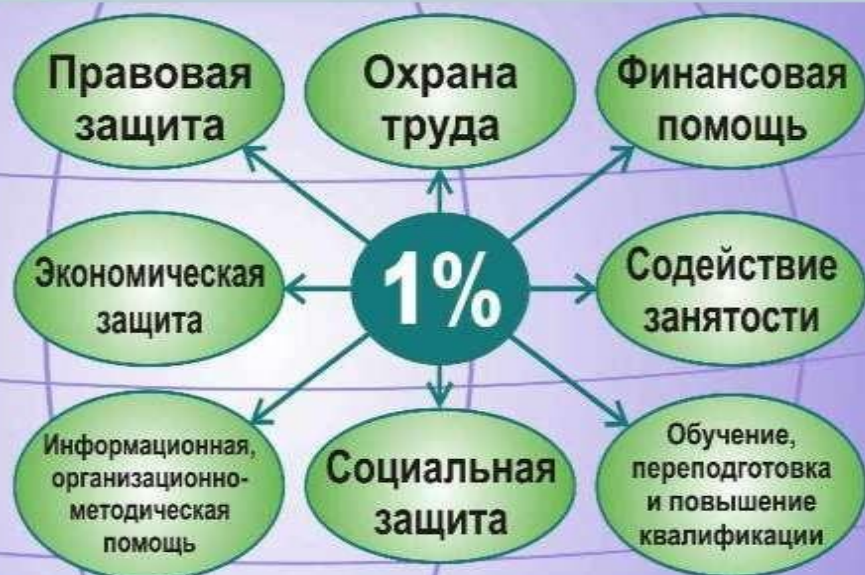 Правовая
защита
Охрана
труда
Финансовая
помощь
Экономическая
защита
1%
Содействие
занятости
Информационная,
организационно-
методическая
помощь
Социальная
защита
Обучение,
переподготовка
и повышение
квалификации